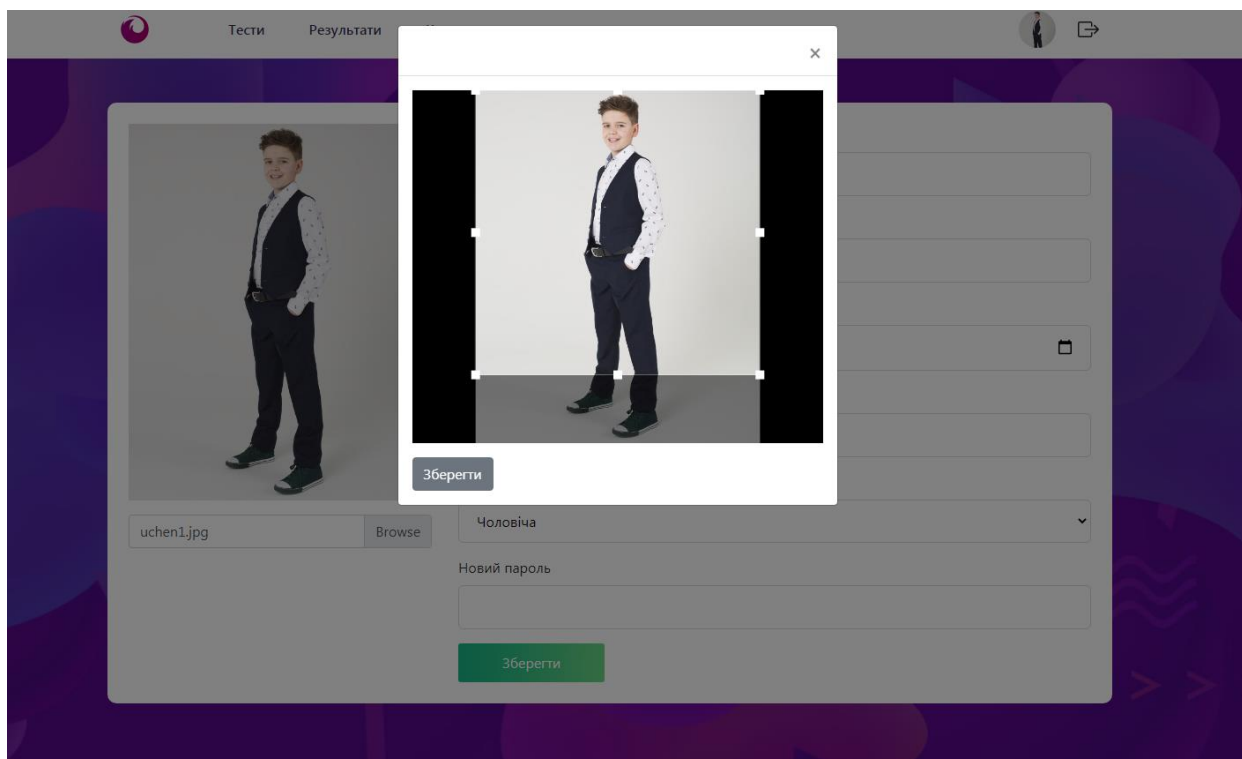 Тести Результати
×
Зберегти
uchen1.jpg Browse
Чоловіча
Новий пароль
Зберегти